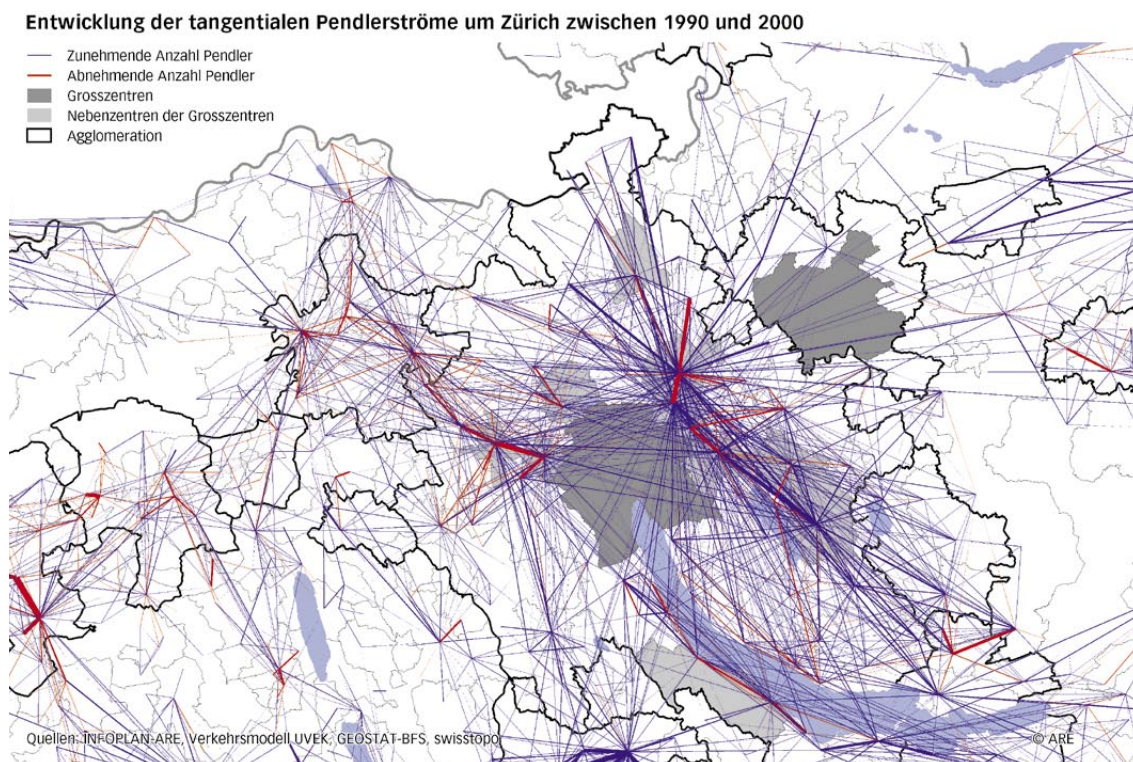 Entwicklung der tangentialen Pendlerströme um Zürich zwischen 1990 und 2000
Zunehmende Anzahl Pendler
Abnehmende Anzahl Pendler
Grosszentren
Nebenzentren der Grosszentren
Agglomeration
Quellen: INFOPLAN-ARE, Verkehrsmodell UVEK, GEOSTAT-BFS, swisstopo
© ARE